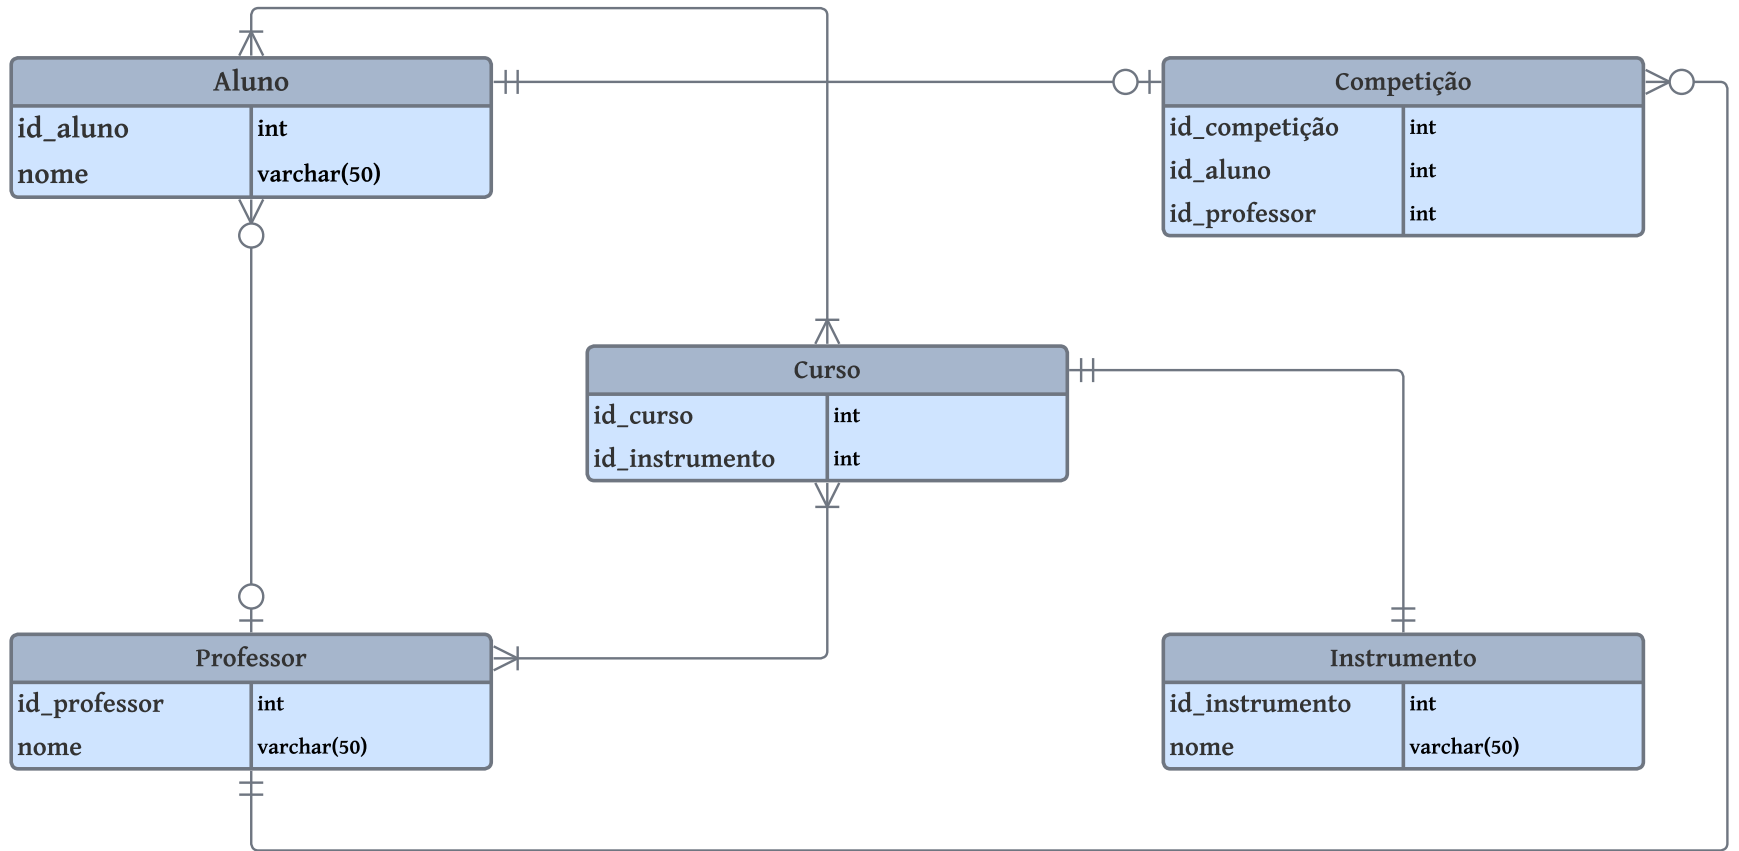 Aluno
id_aluno int
nome varchar(50)
Competição
id_competição int
id_aluno int
id_professor int
Curso
id_curso int
id_instrumento int
Professor
id_professor int
nome varchar(50)
Instrumento
id_instrumento int
nome varchar(50)